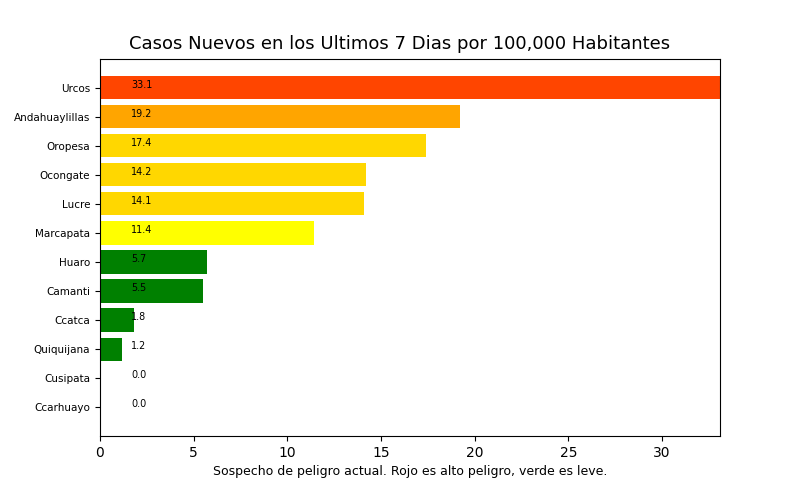 Casos Nuevos en los Ultimos 7 Dias por 100,000 Habitantes
Urcos 33.1
Andahuaylillas 19.2
Oropesa 17.4
Ocongate 14.2
Lucre 14.1
Marcapata 11.4
Huaro 5.7
Camanti 5.5
Ccatca 1.8
Quiquijana 1.2
Cusipata 0.0
Ccarhuayo 0.0
0 5 10 15 20 25 30
Sospecho de peligro actual. Rojo es alto peligro, verde es leve.